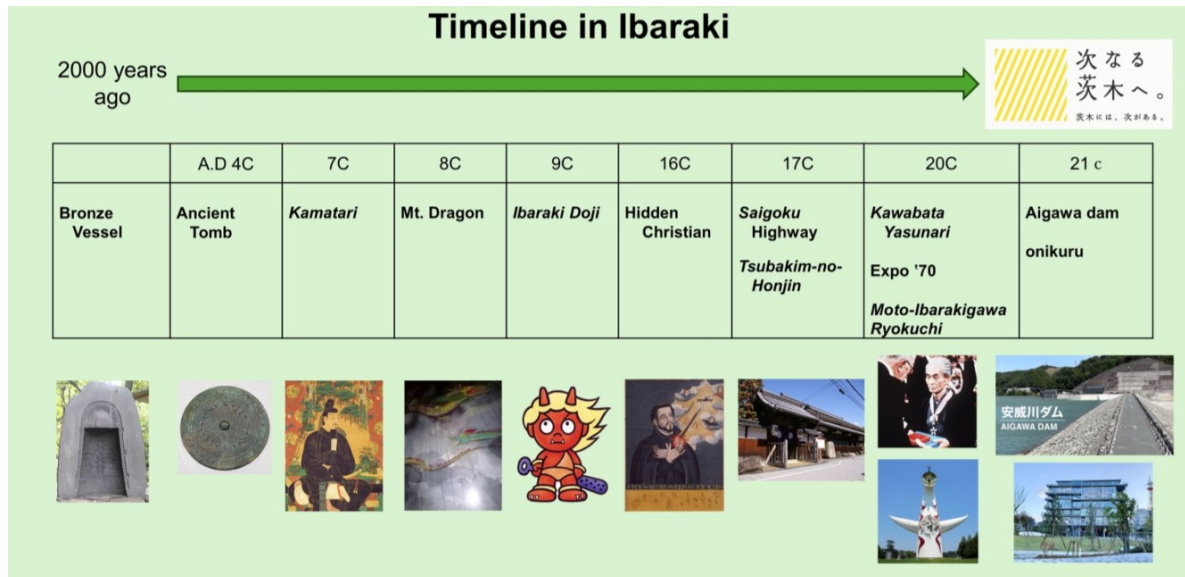 Timeline in Ibaraki
2000 years
ago
次なる
茨木へ。
茨木には、次がある。
A.D 4C
7C
8C
9C
16C
17C
20C
21 c
Bronze
Vessel
Ancient
Tomb
Kamatari
Mt. Dragon
Ibaraki Doji
Hidden
Christian
Saigoku
Highway
Tsubakim-no-
Honjin
Kawabata
Yasunari
Expo ‛70
Moto-Ibarakigawa
Ryokuchi
Aigawa dam
onikuru
安威川ダム
AIGAWA DAM